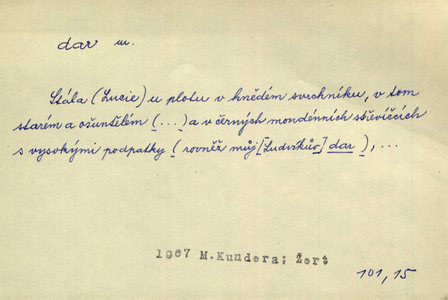 dar m.
Stála (Lucie) u plotu v hnědém svrchníku, v tom
starém a ošuntělém (...) a v černých mondénních střevíčcích
s vysokými podpatky (rovněž můj [Ludvíkův] dar), ...
1967 M.Kundera; Žert
101,15